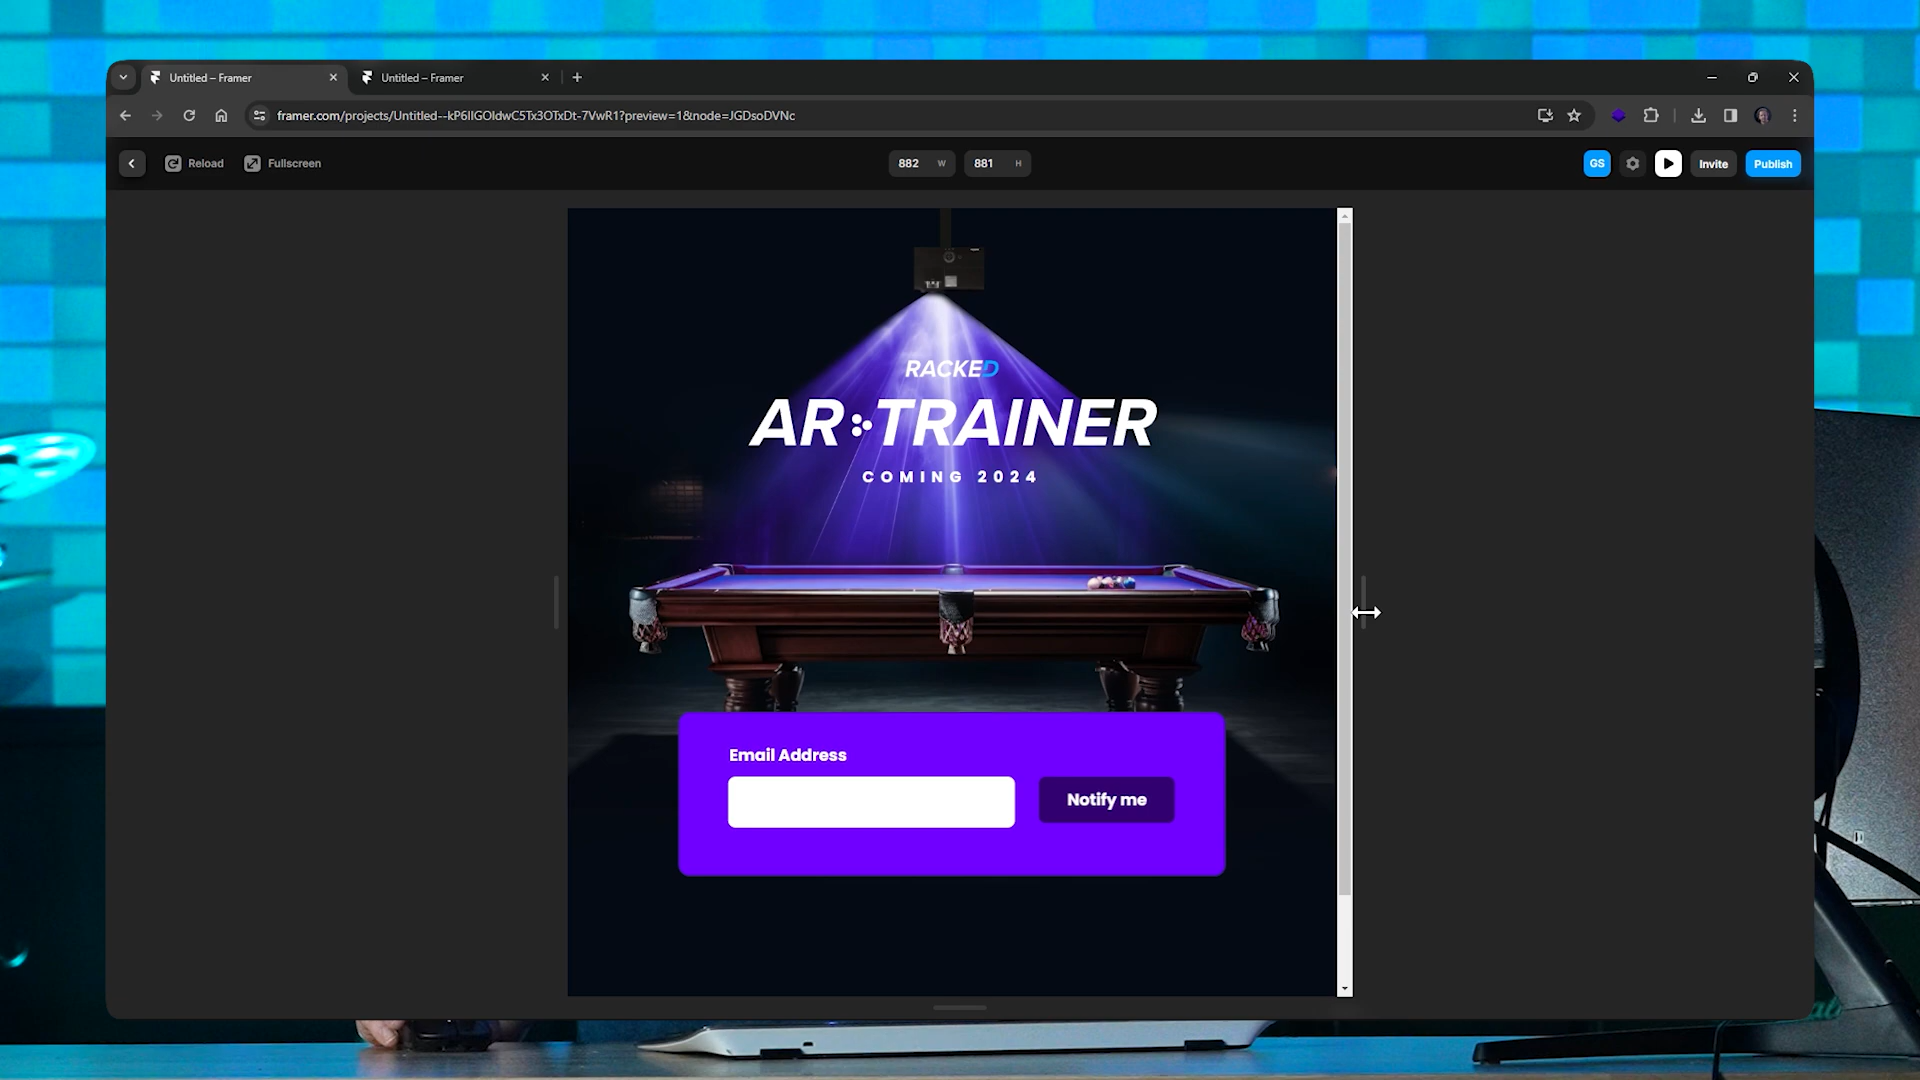 Untitled – Framer
Untitled – Framer
framer.com/projects/Untitled--kP6IIGOIdwC5Tx3OTxDt-7VwR1?preview=1&node=JGDsoDVNc
Reload
Fullscreen
882 W
881 H
GS
Invite
Publish
RACKED
AR TRAINER
COMING 2024
Email Address
Notify me